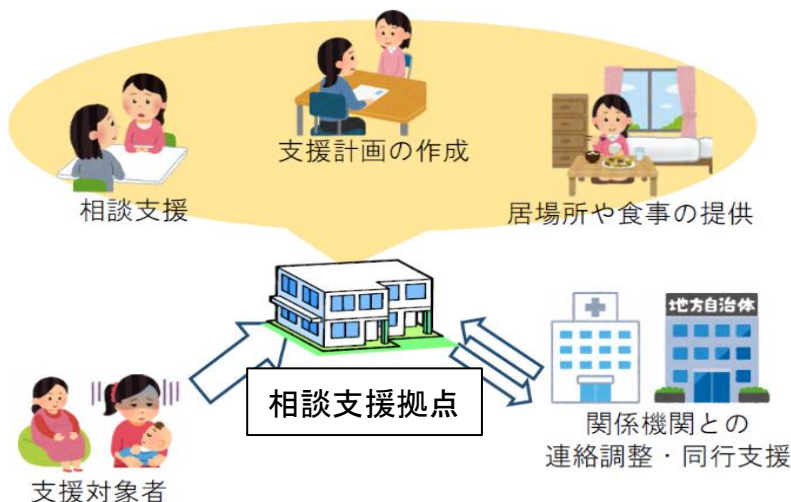 支援計画の作成
相談支援
居場所や食事の提供
地方自治体
相談支援拠点
関係機関との
連絡調整・同行支援
支援対象者